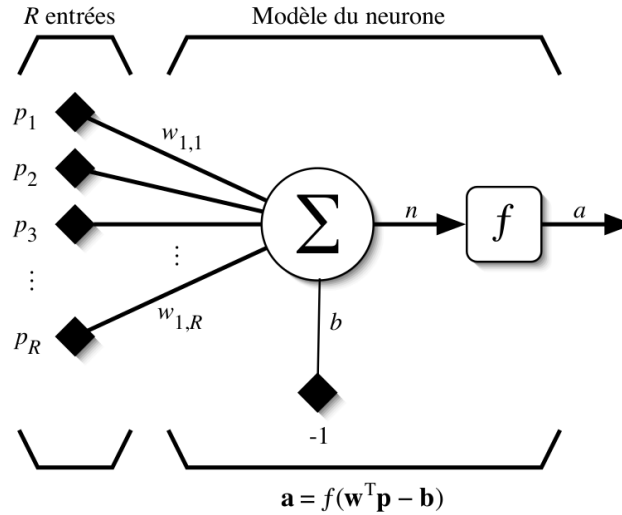 R entrées
Modèle du neurone
p1
w1,1
p2
p3
⋮
⋮
pR
w1,R
Σ
n
f
a
b
-1
a = f(wᵀp – b)